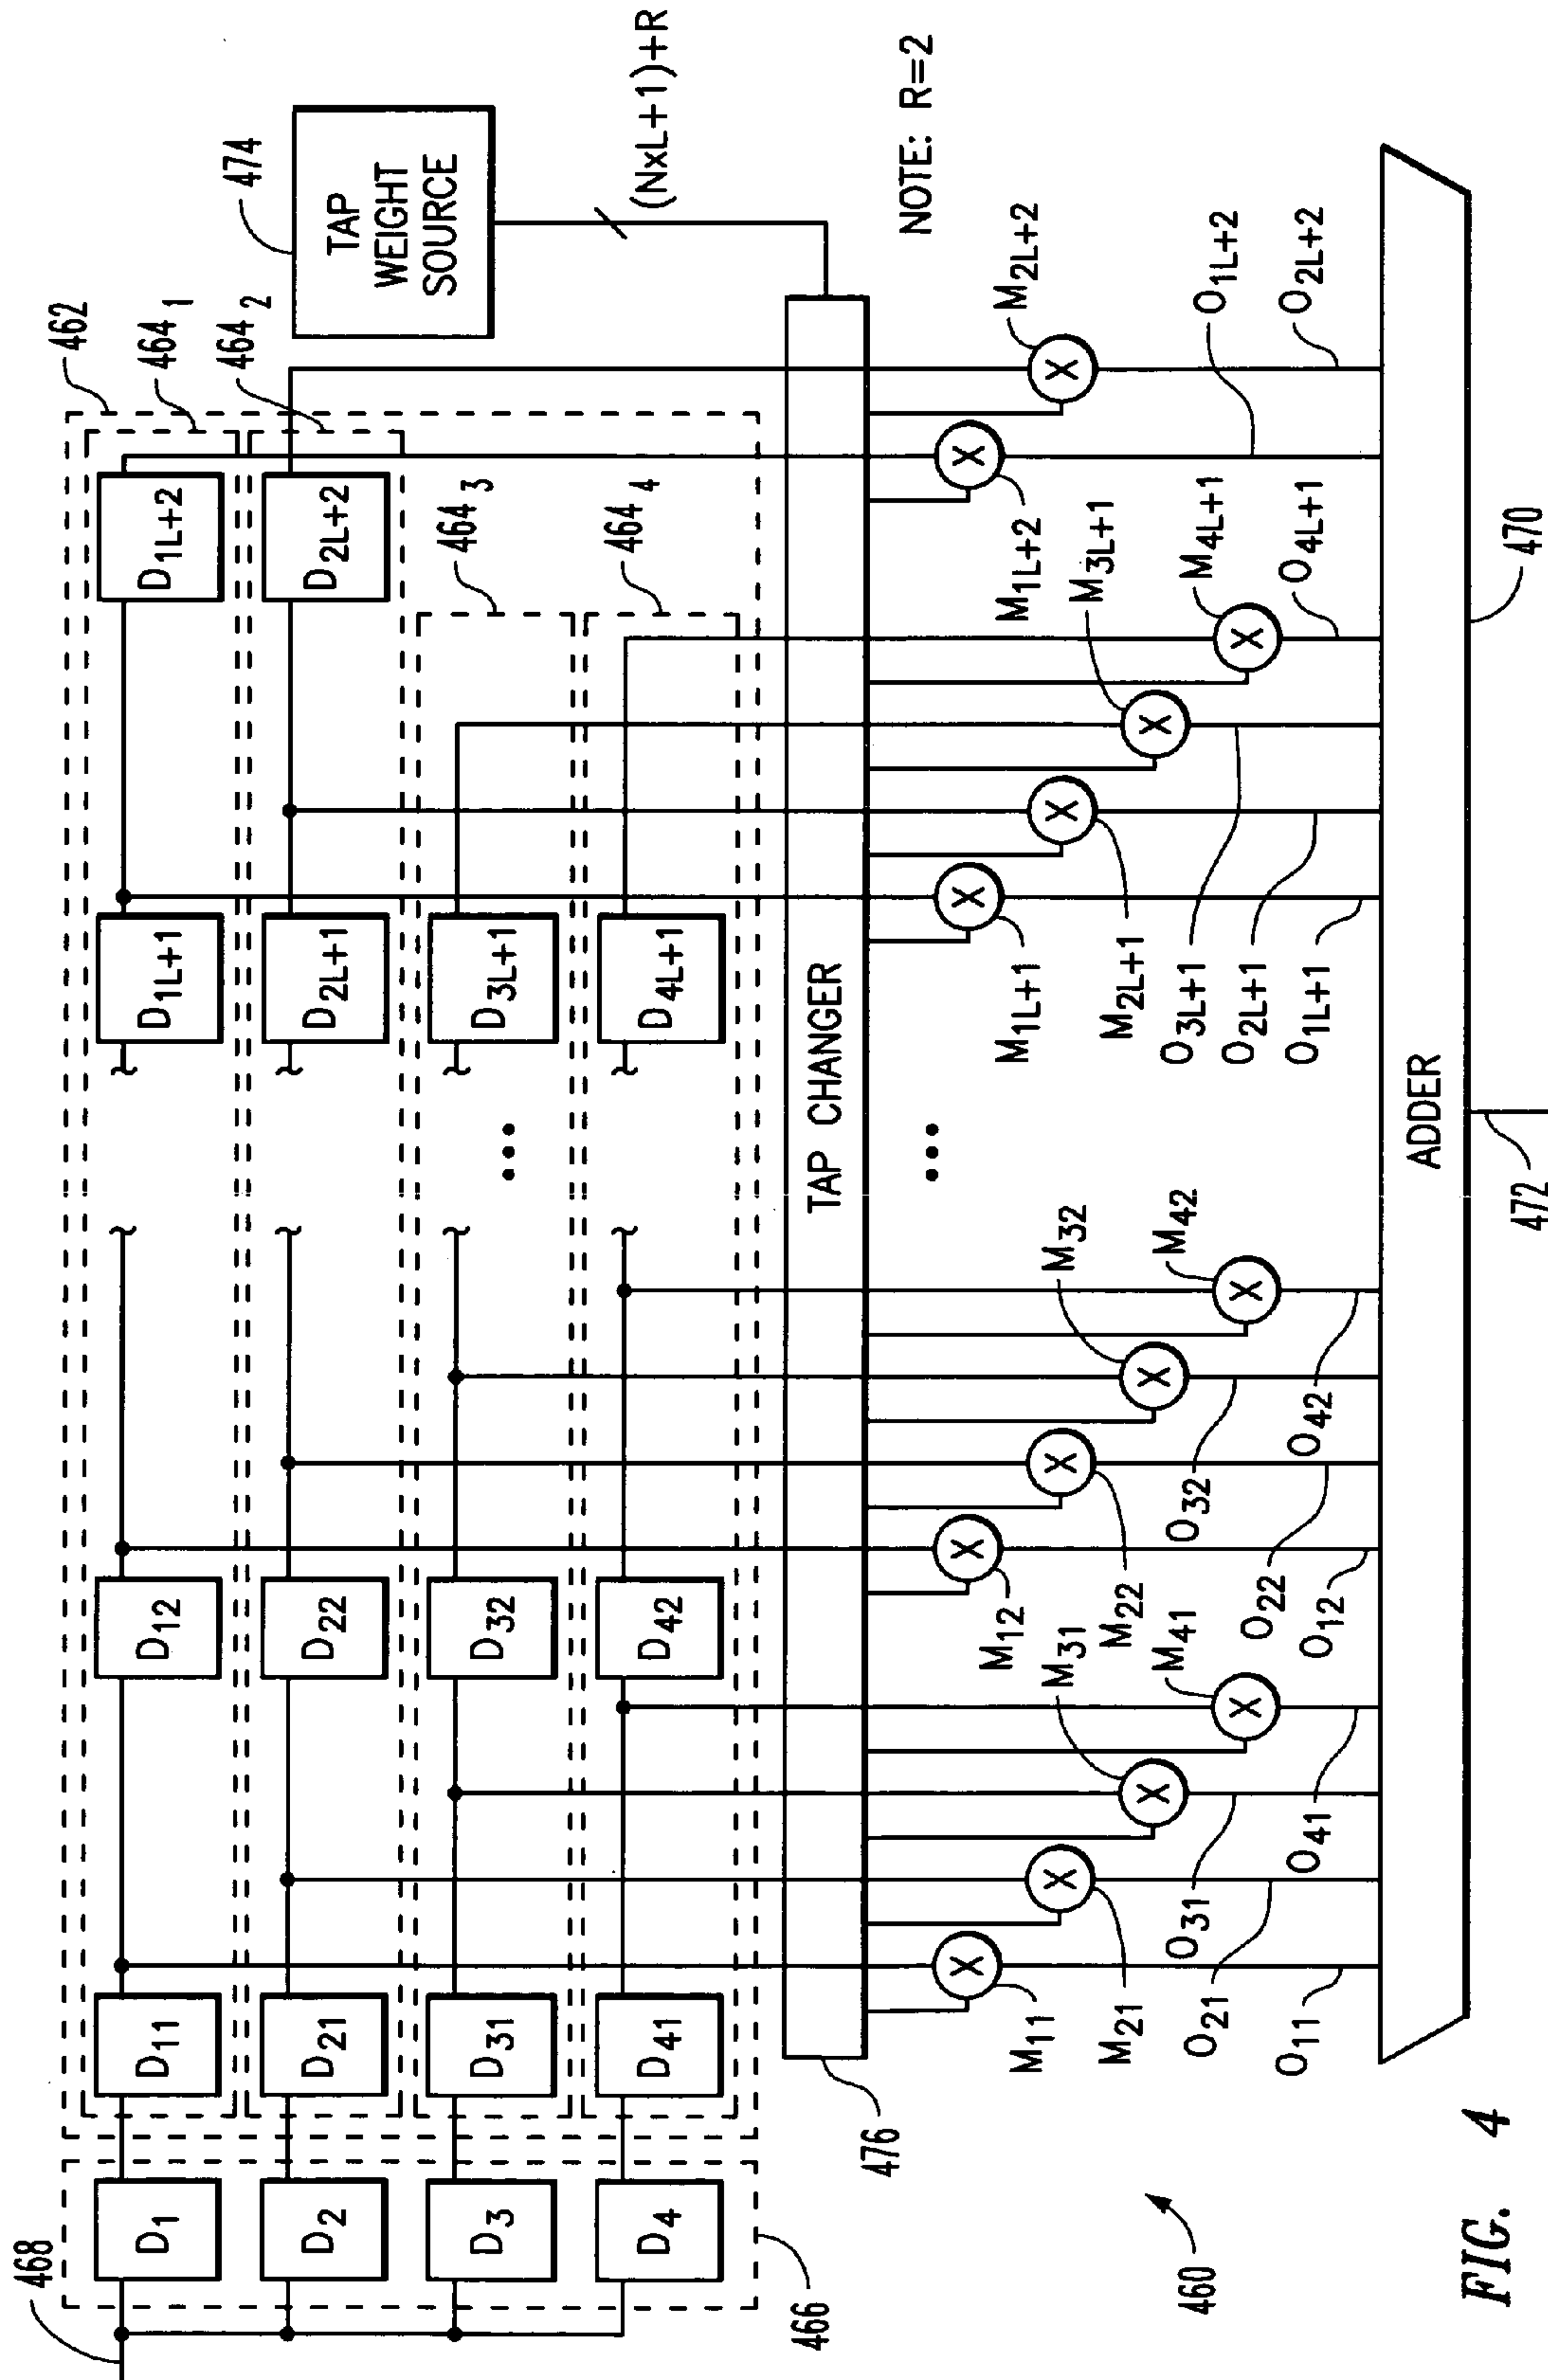 468
D1
D2
D3
D4
466
D11
D12
D1L+1
D1L+2
D21
D22
D2L+1
D2L+2
D31
D32
...
D3L+1
D41
D42
D4L+1
462
464 1
464 2
464 3
464 4
474
TAP
WEIGHT
SOURCE
(NxL+1)+R
476
TAP CHANGER
NOTE: R=2
M11
M21
M31
M41
M12
M22
M32
M42
...
M1L+1
M2L+1
M3L+1
M4L+1
M1L+2
M2L+2
X X X X X X X X X X X X X X
O11
O21
O31
O41
O12
O22
O32
O42
O3L+1
O2L+1
O1L+1
O4L+1
O1L+2
O2L+2
ADDER
470
472
460
FIG. 4